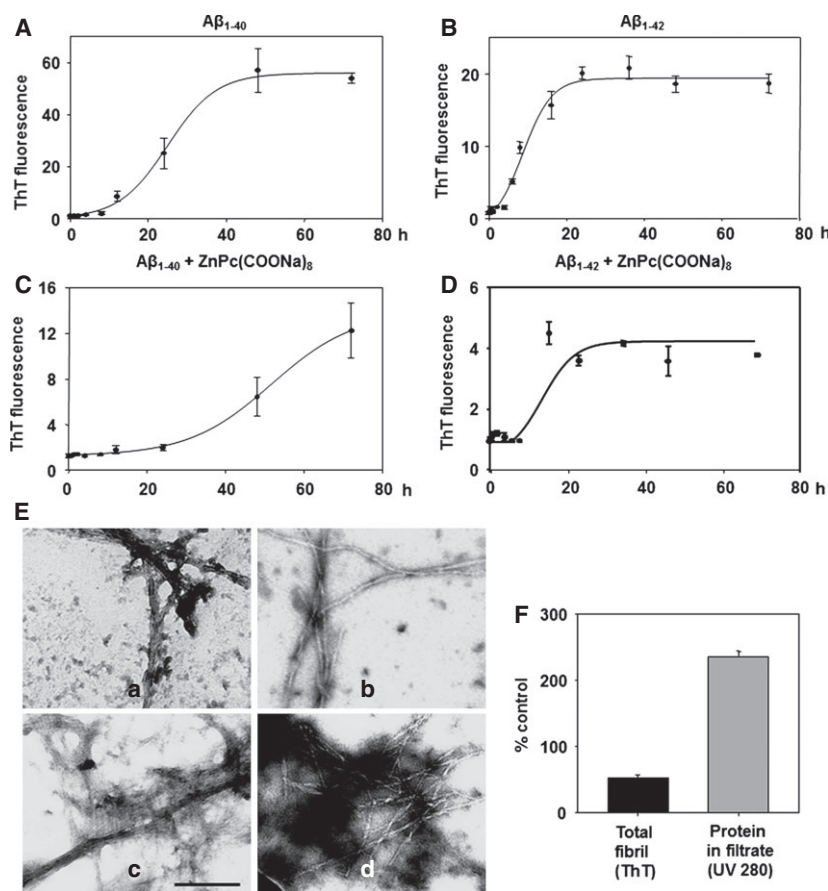 A
Aβ1-40
ThT fluorescence
60
40
20
0
0 20 40 60 80 h
B
Aβ1-42
ThT fluorescence
20
10
0
0 20 40 60 80 h
C
Aβ1-40 + ZnPc(COONa)8
ThT fluorescence
16
12
8
4
0
0 20 40 60 80 h
D
Aβ1-42 + ZnPc(COONa)8
ThT fluorescence
6
4
2
0
0 20 40 60 80 h
E
a
b
c
d
F
% control
300
200
100
0
Total
fibril
(ThT)
Protein
in filtrate
(UV 280)